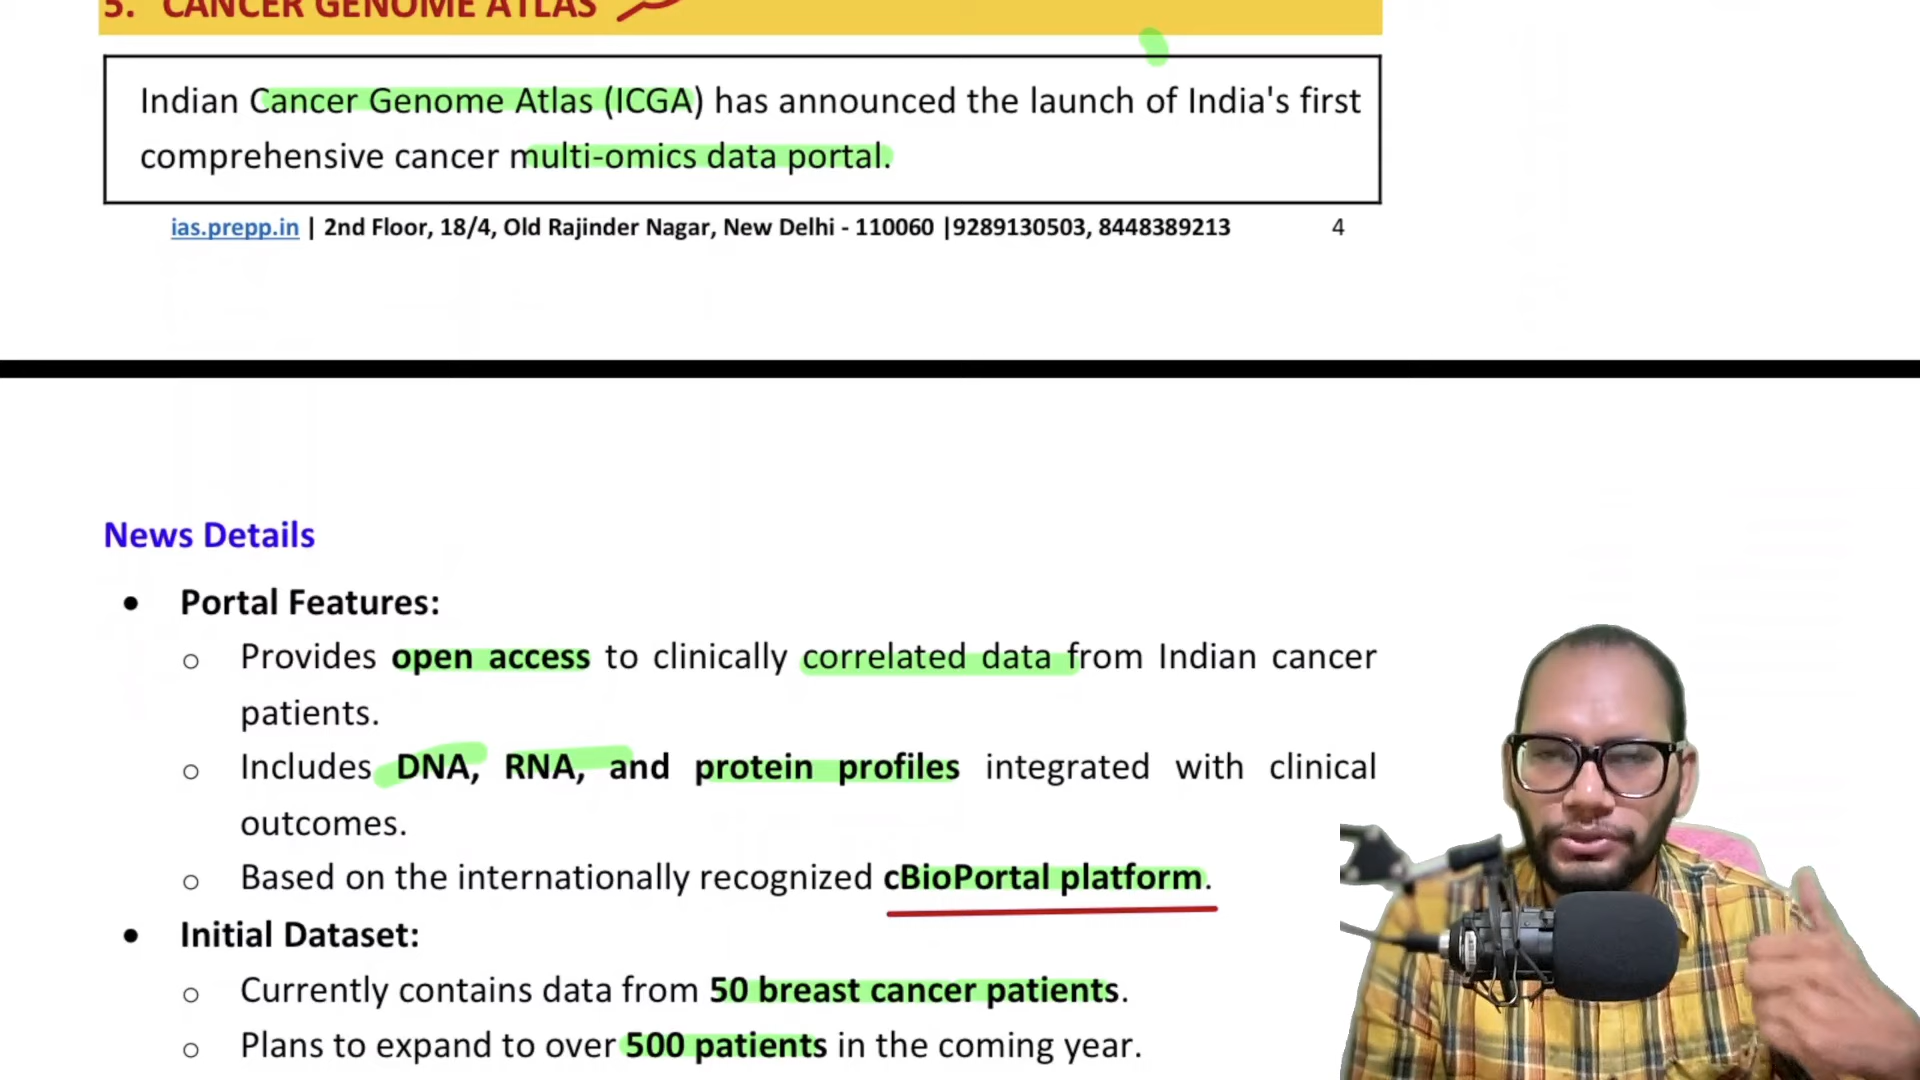 5. CANCER GENOME ATLAS
Indian Cancer Genome Atlas (ICGA) has announced the launch of India's first
comprehensive cancer multi-omics data portal.
ias.prepp.in | 2nd Floor, 18/4, Old Rajinder Nagar, New Delhi - 110060 |9289130503, 8448389213 4
News Details
• Portal Features:
o Provides open access to clinically correlated data from Indian cancer
patients.
o Includes DNA, RNA, and protein profiles integrated with clinical
outcomes.
o Based on the internationally recognized cBioPortal platform.
• Initial Dataset:
o Currently contains data from 50 breast cancer patients.
o Plans to expand to over 500 patients in the coming year.